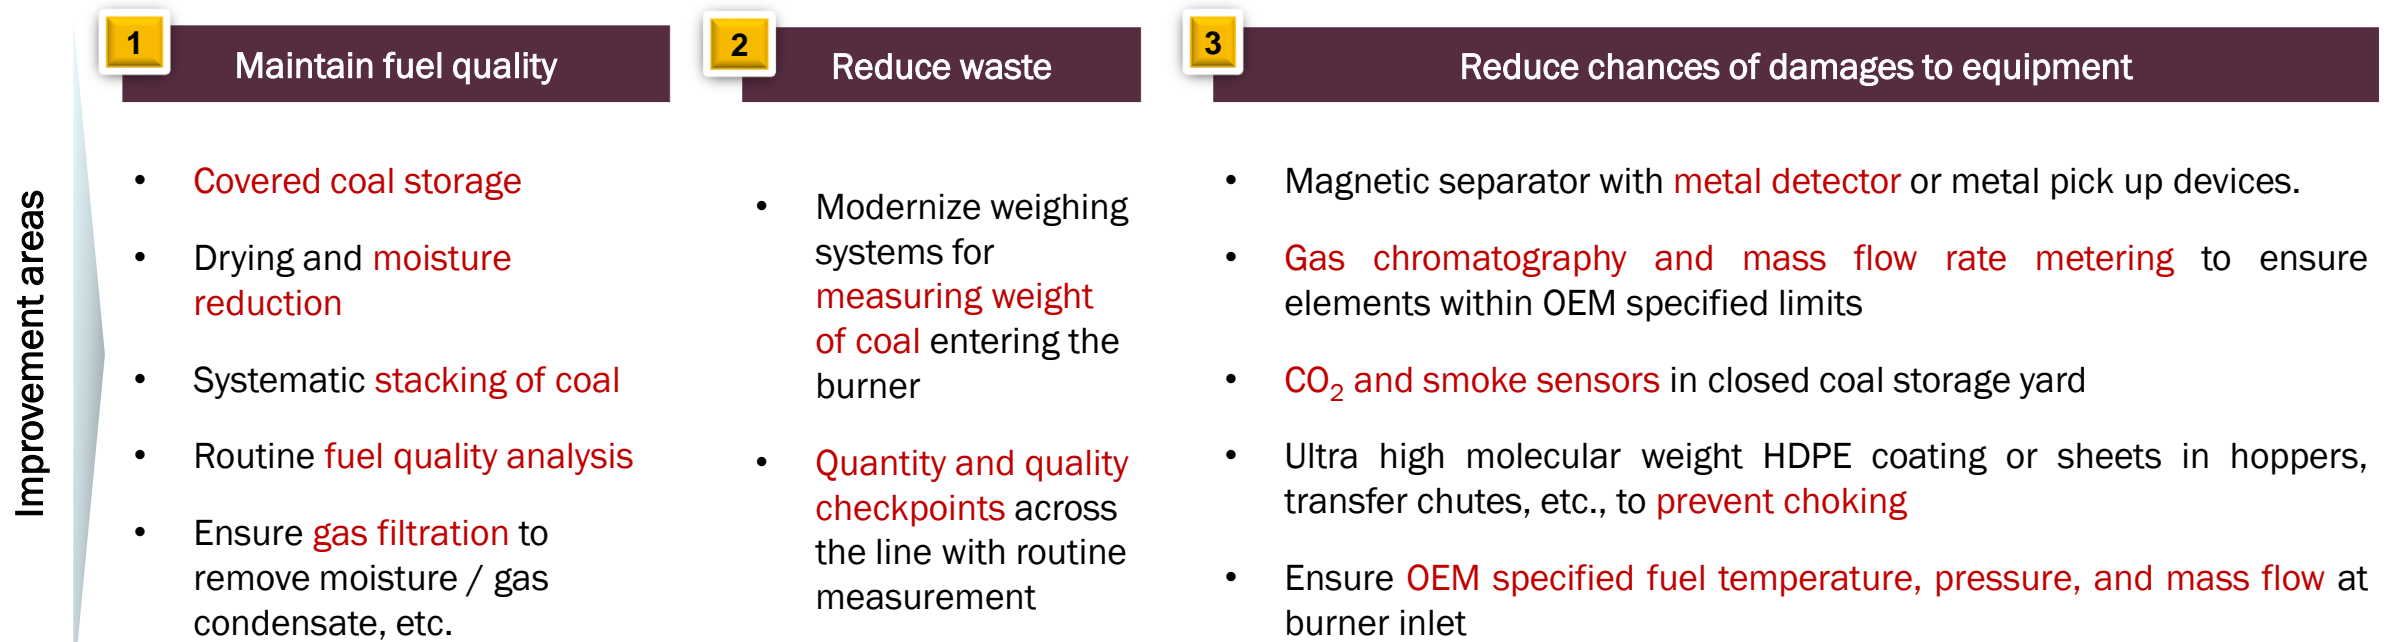 Improvement areas
1
Maintain fuel quality
• Covered coal storage
• Drying and moisture
reduction
• Systematic stacking of coal
• Routine fuel quality analysis
• Ensure gas filtration to
remove moisture / gas
condensate, etc.
2
Reduce waste
• Modernize weighing
systems for
measuring weight
of coal entering the
burner
• Quantity and quality
checkpoints across
the line with routine
measurement
3
Reduce chances of damages to equipment
• Magnetic separator with metal detector or metal pick up devices.
• Gas chromatography and mass flow rate metering to ensure
elements within OEM specified limits
• CO₂ and smoke sensors in closed coal storage yard
• Ultra high molecular weight HDPE coating or sheets in hoppers,
transfer chutes, etc., to prevent choking
• Ensure OEM specified fuel temperature, pressure, and mass flow at
burner inlet